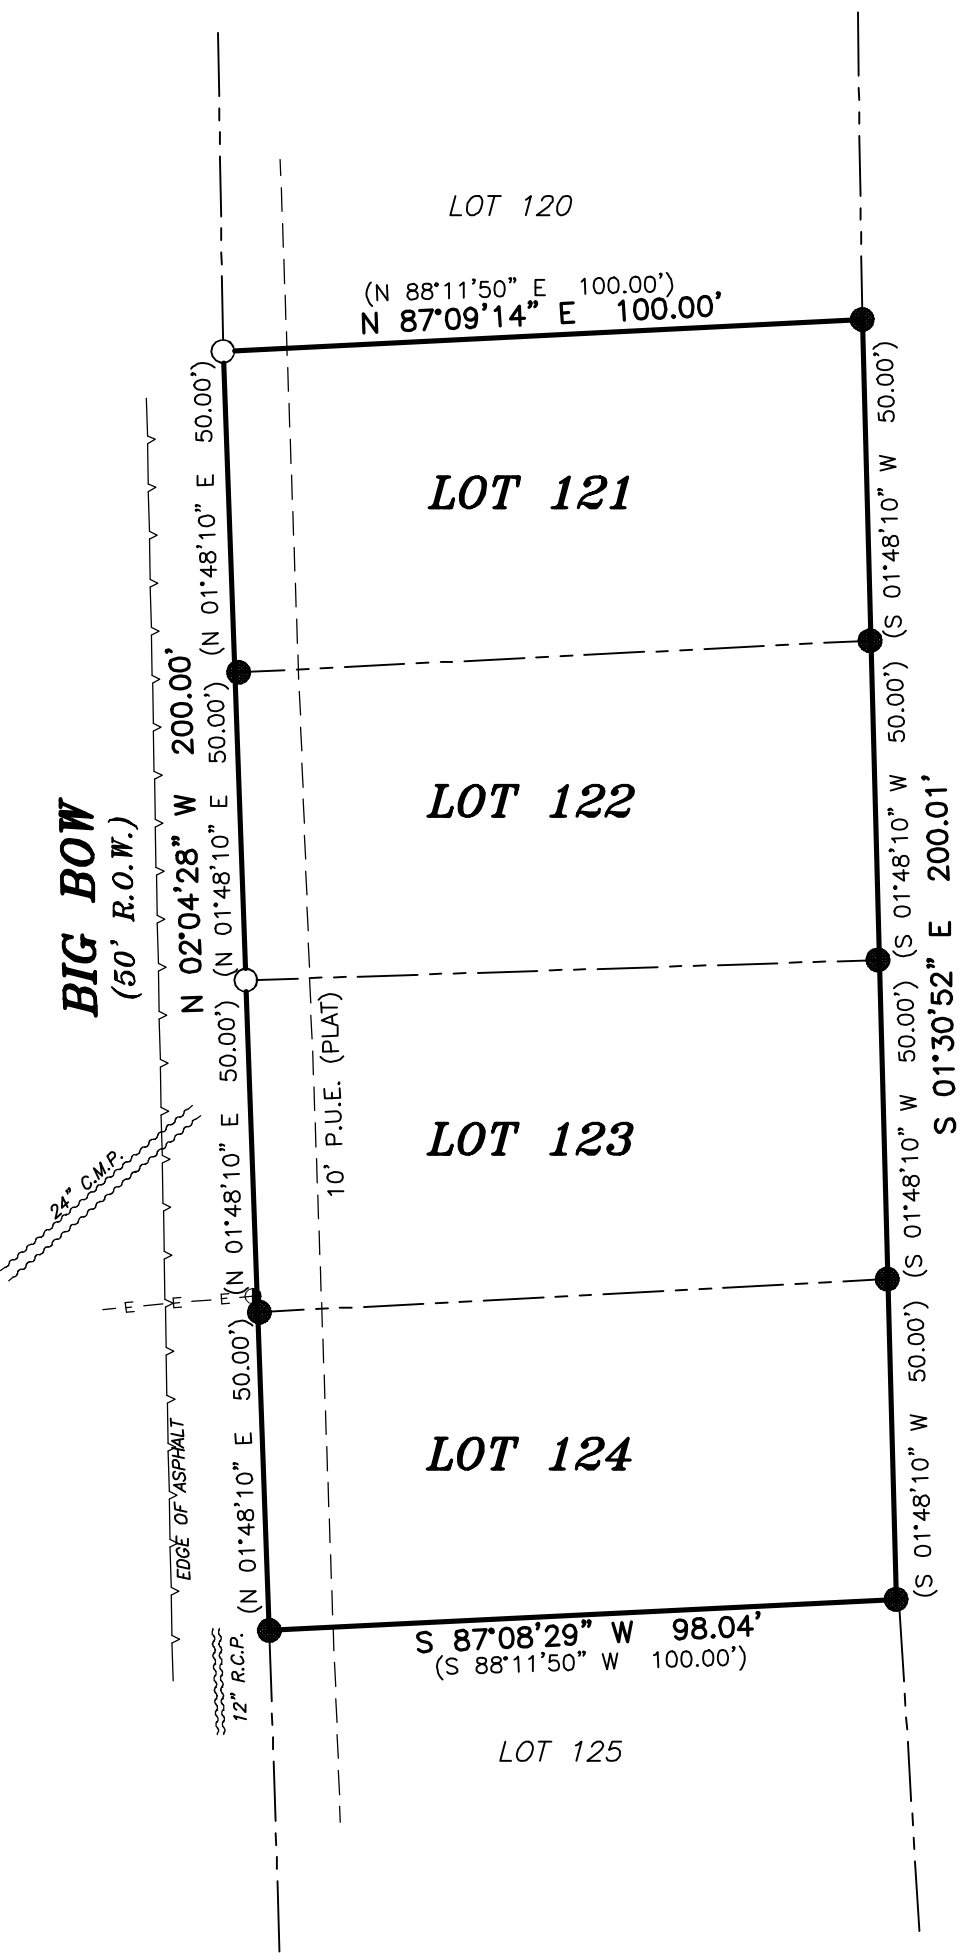 LOT 120
(N 88°11'50" E 100.00')
N 87°09'14" E 100.00'
(N 01°48'10" E 50.00')
LOT 121
(S 01°48'10" W 50.00')
BIG BOW
(50' R.O.W.)
N 02°04'28" W 200.00'
(N 01°48'10" E 50.00')
LOT 122
(S 01°48'10" W 50.00')
S 01°30'52" E 200.01'
10' P.U.E. (PLAT)
24" C.M.P.
(N 01°48'10" E 50.00')
LOT 123
(S 01°48'10" W 50.00')
E E E
EDGE OF ASPHALT
(N 01°48'10" E 50.00')
LOT 124
(S 01°48'10" W 50.00')
12" R.C.P.
S 87°08'29" W 98.04'
(S 88°11'50" W 100.00')
LOT 125